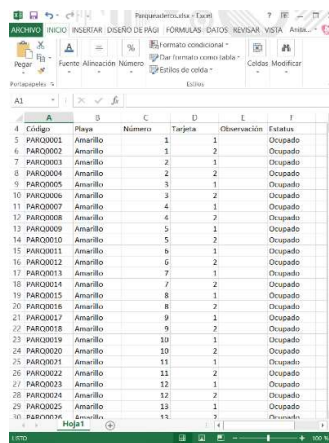 Parqueaderos.xlsx - Excel
ARCHIVO INICIO INSERTAR DISEÑO DE PÁGI FÓRMULAS DATOS REVISAR VISTA
Pegar Fuente Alineación Número Formato condicional Dar formato como tabla Estilos de celda Celdas Modificar
Portapapeles Estilos
A1 fx
A B C D E F
4 Código Playa Número Tarjeta Observación Estatus
5 PARQ0001 Amarillo 1 1 Ocupado
6 PARQ0002 Amarillo 1 2 Ocupado
7 PARQ0003 Amarillo 2 1 Ocupado
8 PARQ0004 Amarillo 2 2 Ocupado
9 PARQ0005 Amarillo 3 1 Ocupado
10 PARQ0006 Amarillo 3 2 Ocupado
11 PARQ0007 Amarillo 4 1 Ocupado
12 PARQ0008 Amarillo 4 2 Ocupado
13 PARQ0009 Amarillo 5 1 Ocupado
14 PARQ0010 Amarillo 5 2 Ocupado
15 PARQ0011 Amarillo 6 1 Ocupado
16 PARQ0012 Amarillo 6 2 Ocupado
17 PARQ0013 Amarillo 7 1 Ocupado
18 PARQ0014 Amarillo 7 2 Ocupado
19 PARQ0015 Amarillo 8 1 Ocupado
20 PARQ0016 Amarillo 8 2 Ocupado
21 PARQ0017 Amarillo 9 1 Ocupado
22 PARQ0018 Amarillo 9 2 Ocupado
23 PARQ0019 Amarillo 10 1 Ocupado
24 PARQ0020 Amarillo 10 2 Ocupado
25 PARQ0021 Amarillo 11 1 Ocupado
26 PARQ0022 Amarillo 11 2 Ocupado
27 PARQ0023 Amarillo 12 1 Ocupado
28 PARQ0024 Amarillo 12 2 Ocupado
29 PARQ0025 Amarillo 13 1 Ocupado
30 PARQ0026 Amarillo 13 2 Ocupado
Hoja1
LISTO 100 %